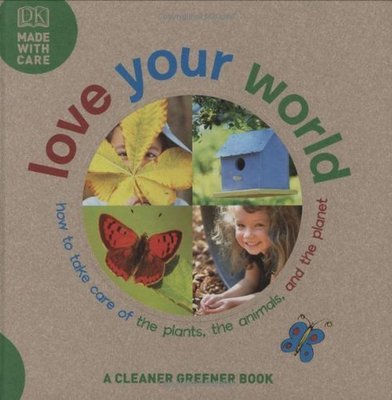 DK
MADE
WITH
CARE
love your world
how to take care of the plants, the animals, and the planet
A CLEANER GREENER BOOK